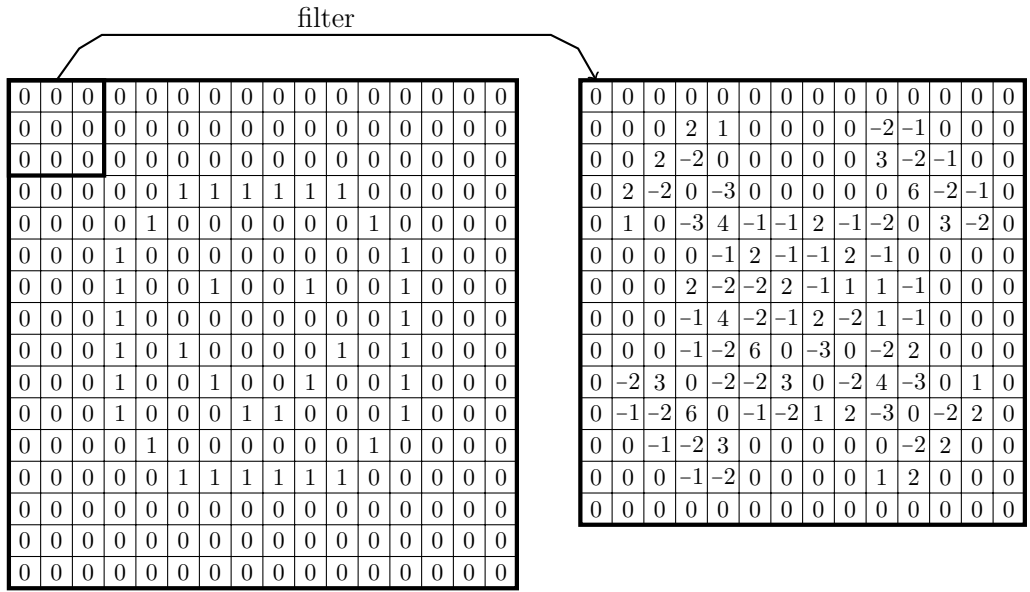 filter
0 0 0 0 0 0 0 0 0 0 0 0 0 0 0 0
0 0 0 0 0 0 0 0 0 0 0 0 0 0 0 0
0 0 0 0 0 0 0 0 0 0 0 0 0 0 0 0
0 0 0 0 0 1 1 1 1 1 1 0 0 0 0 0
0 0 0 0 1 0 0 0 0 0 0 1 0 0 0 0
0 0 0 1 0 0 0 0 0 0 0 0 1 0 0 0
0 0 0 1 0 0 1 0 0 1 0 0 1 0 0 0
0 0 0 1 0 0 0 0 0 0 0 0 1 0 0 0
0 0 0 1 0 1 0 0 0 0 1 0 1 0 0 0
0 0 0 1 0 0 1 0 0 1 0 0 1 0 0 0
0 0 0 1 0 0 0 1 1 0 0 0 1 0 0 0
0 0 0 0 1 0 0 0 0 0 0 1 0 0 0 0
0 0 0 0 0 1 1 1 1 1 1 0 0 0 0 0
0 0 0 0 0 0 0 0 0 0 0 0 0 0 0 0
0 0 0 0 0 0 0 0 0 0 0 0 0 0 0 0
0 0 0 0 0 0 0 0 0 0 0 0 0 0 0 0
0 0 0 0 0 0 0 0 0 0 0 0 0 0
0 0 0 2 1 0 0 0 0 −2 −1 0 0 0
0 0 2 −2 0 0 0 0 0 3 −2 −1 0 0
0 2 −2 0 −3 0 0 0 0 0 6 −2 −1 0
0 1 0 −3 4 −1 −1 2 −1 −2 0 3 −2 0
0 0 0 0 −1 2 −1 −1 2 −1 0 0 0 0
0 0 0 2 −2 −2 2 −1 1 1 −1 0 0 0
0 0 0 −1 4 −2 −1 2 −2 1 −1 0 0 0
0 0 0 −1 −2 6 0 −3 0 −2 2 0 0 0
0 −2 3 0 −2 −2 3 0 −2 4 −3 0 1 0
0 −1 −2 6 0 −1 −2 1 2 −3 0 −2 2 0
0 0 −1 −2 3 0 0 0 0 0 −2 2 0 0
0 0 0 −1 −2 0 0 0 0 1 2 0 0 0
0 0 0 0 0 0 0 0 0 0 0 0 0 0